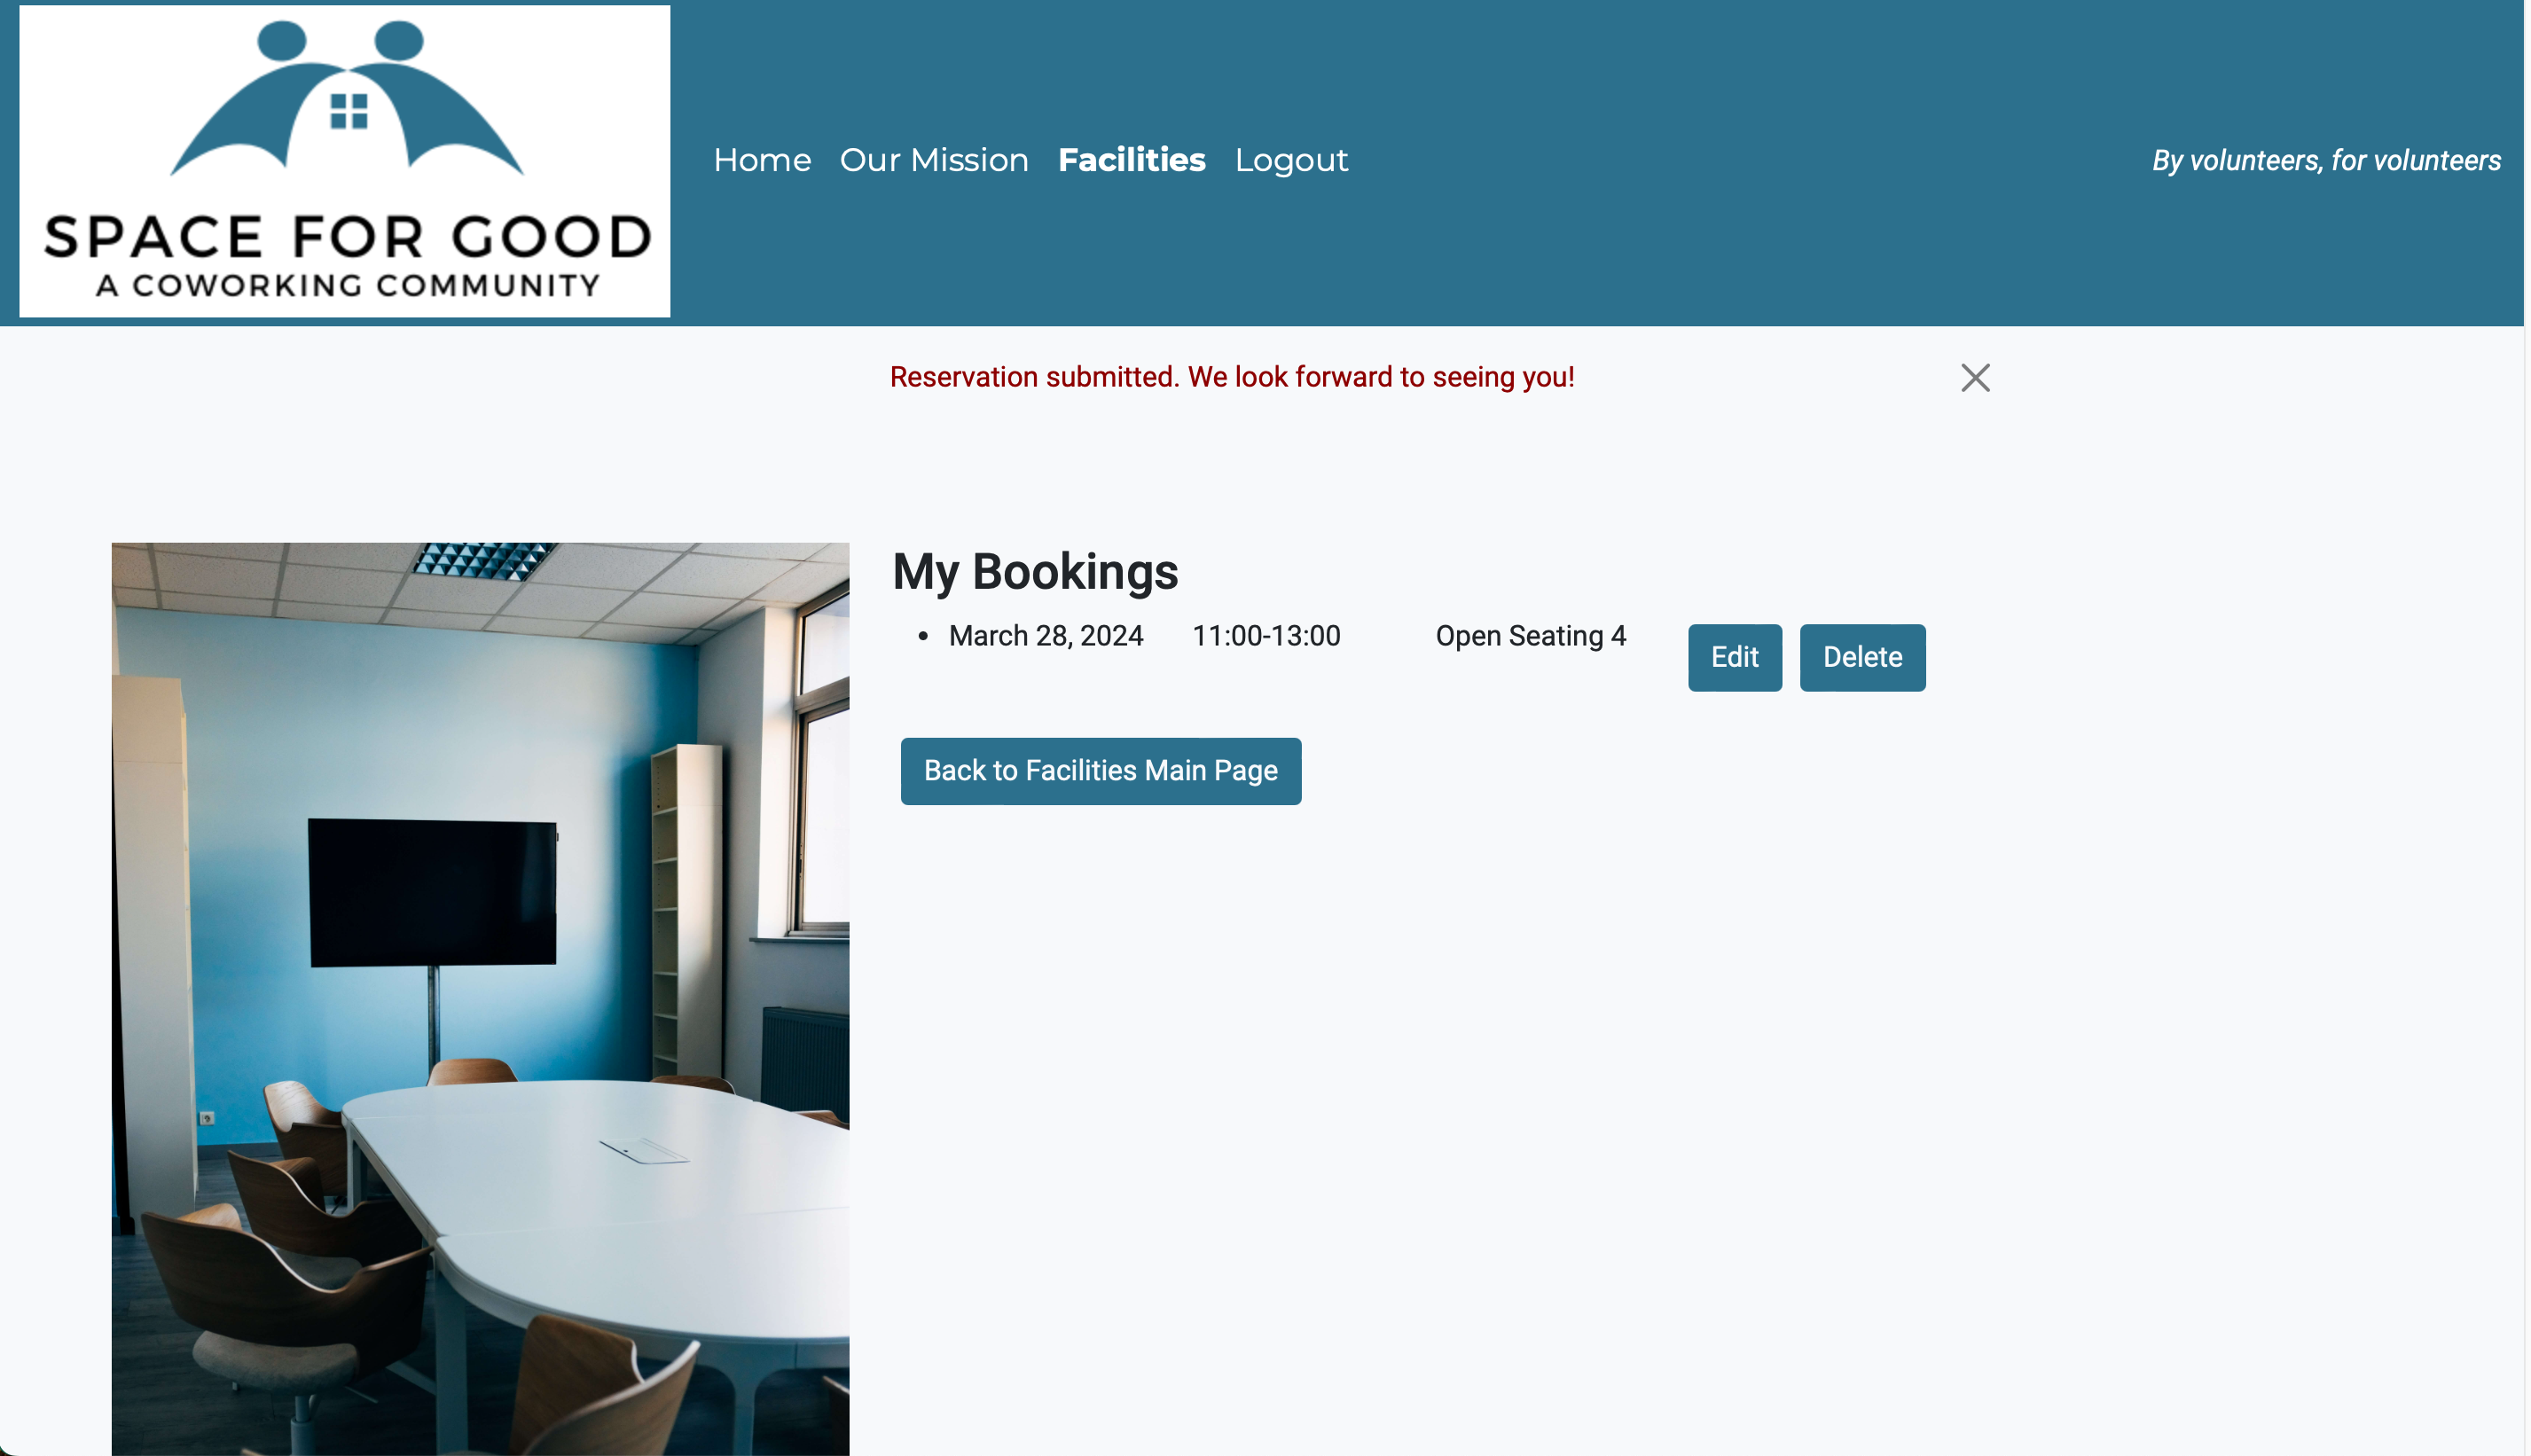 SPACE FOR GOOD
A COWORKING COMMUNITY
Home Our Mission Facilities Logout
By volunteers, for volunteers
Reservation submitted. We look forward to seeing you!
My Bookings
• March 28, 2024 11:00-13:00 Open Seating 4 Edit Delete
Back to Facilities Main Page